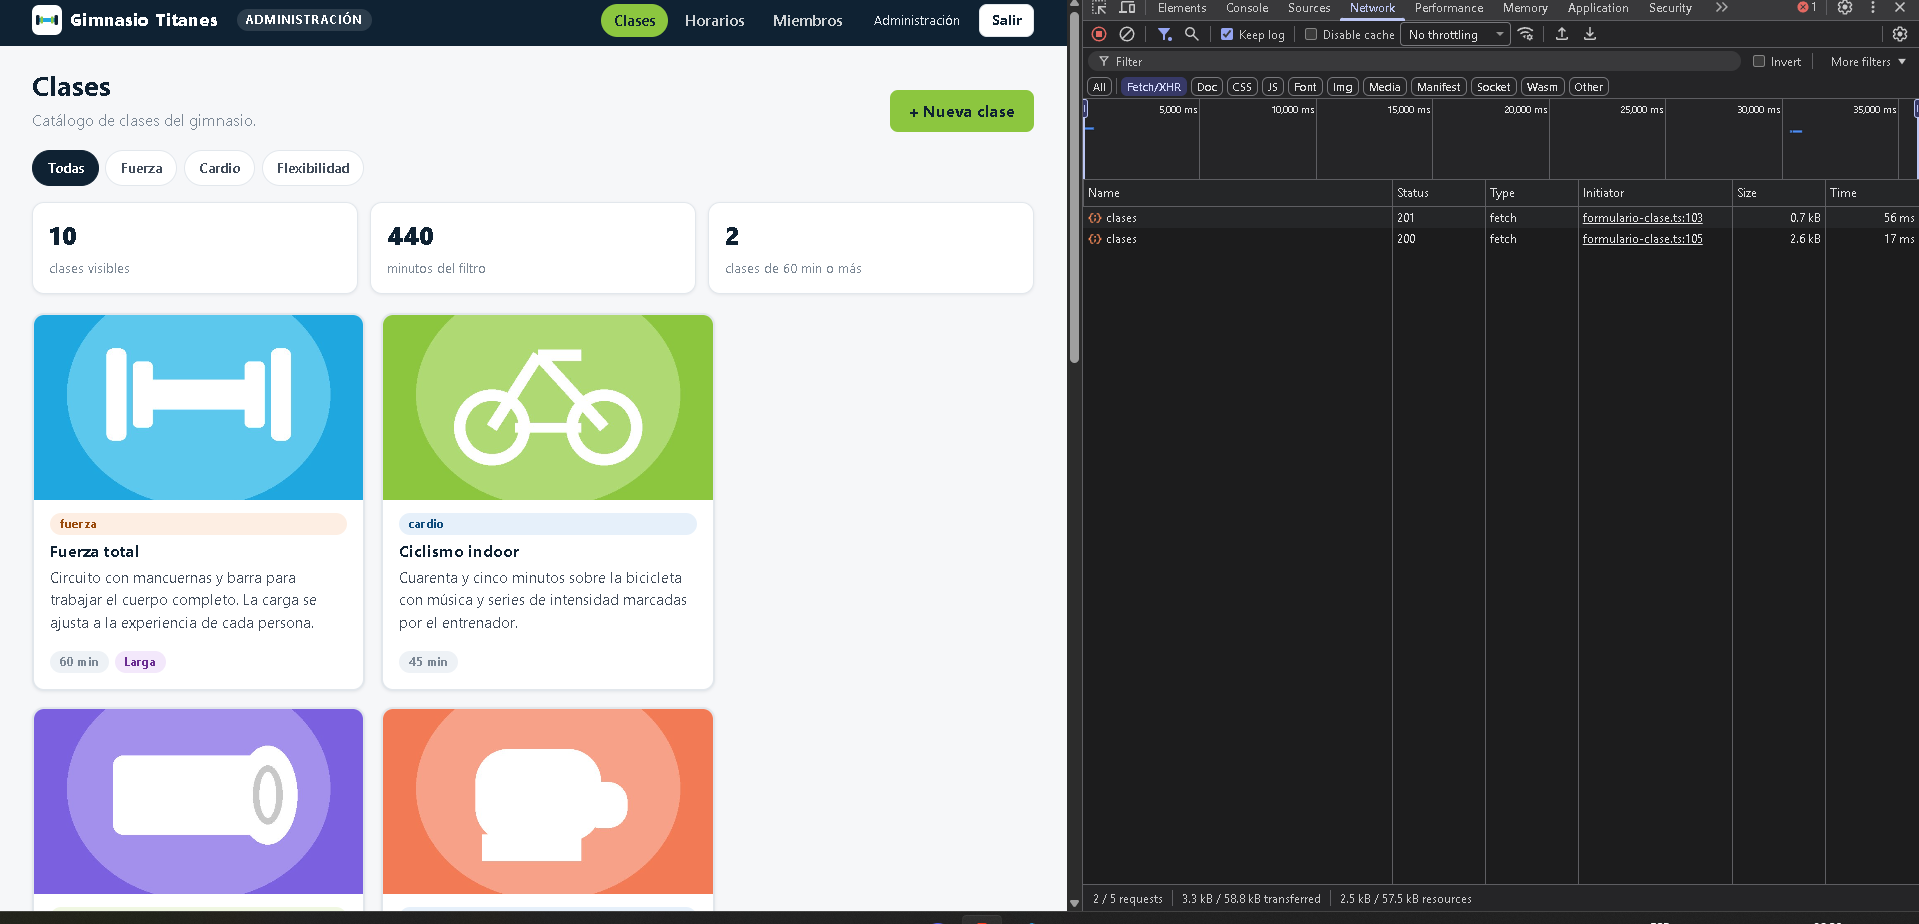 Gimnasio Titanes ADMINISTRACIÓN Clases Horarios Miembros Administración Salir
Clases
Catálogo de clases del gimnasio.
+ Nueva clase
Todas Fuerza Cardio Flexibilidad
10
clases visibles
440
minutos del filtro
2
clases de 60 min o más
fuerza
Fuerza total
Circuito con mancuernas y barra para
trabajar el cuerpo completo. La carga se
ajusta a la experiencia de cada persona.
60 min Larga
cardio
Ciclismo indoor
Cuarenta y cinco minutos sobre la bicicleta
con música y series de intensidad marcadas
por el entrenador.
45 min
Elements Console Sources Network Performance Memory Application Security 1
Keep log Disable cache No throttling
Filter Invert More filters
All Fetch/XHR Doc CSS JS Font Img Media Manifest Socket Wasm Other
5,000 ms 10,000 ms 15,000 ms 20,000 ms 25,000 ms 30,000 ms 35,000 ms
Name Status Type Initiator Size Time
clases 201 fetch formulario-clase.ts:103 0.7 kB 56 ms
clases 200 fetch formulario-clase.ts:105 2.6 kB 17 ms
2 / 5 requests 3.3 kB / 58.8 kB transferred 2.5 kB / 57.5 kB resources